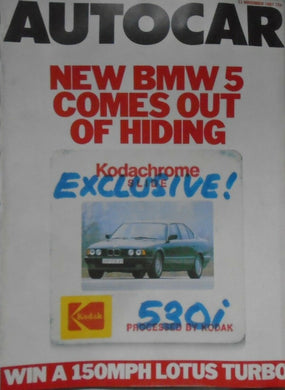 AUTOCAR
NEW BMW 5
COMES OUT
OF HIDING
Kodachrome
SLIDE
EXCLUSIVE!
Kodak
530i
PROCESSED BY KODAK
WIN A 150MPH LOTUS TURBO